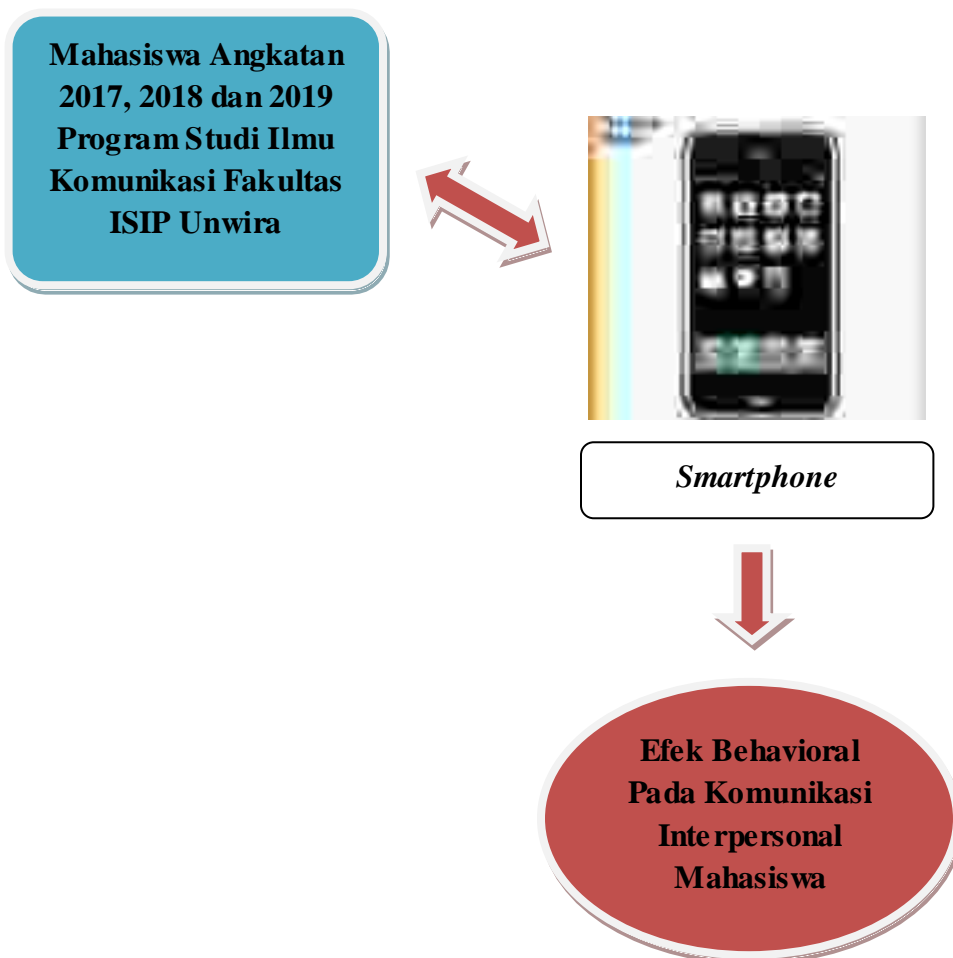 Mahasiswa Angkatan
2017, 2018 dan 2019
Program Studi Ilmu
Komunikasi Fakultas
ISIP Unwira
Smartphone
Efek Behavioral
Pada Komunikasi
Interpersonal
Mahasiswa